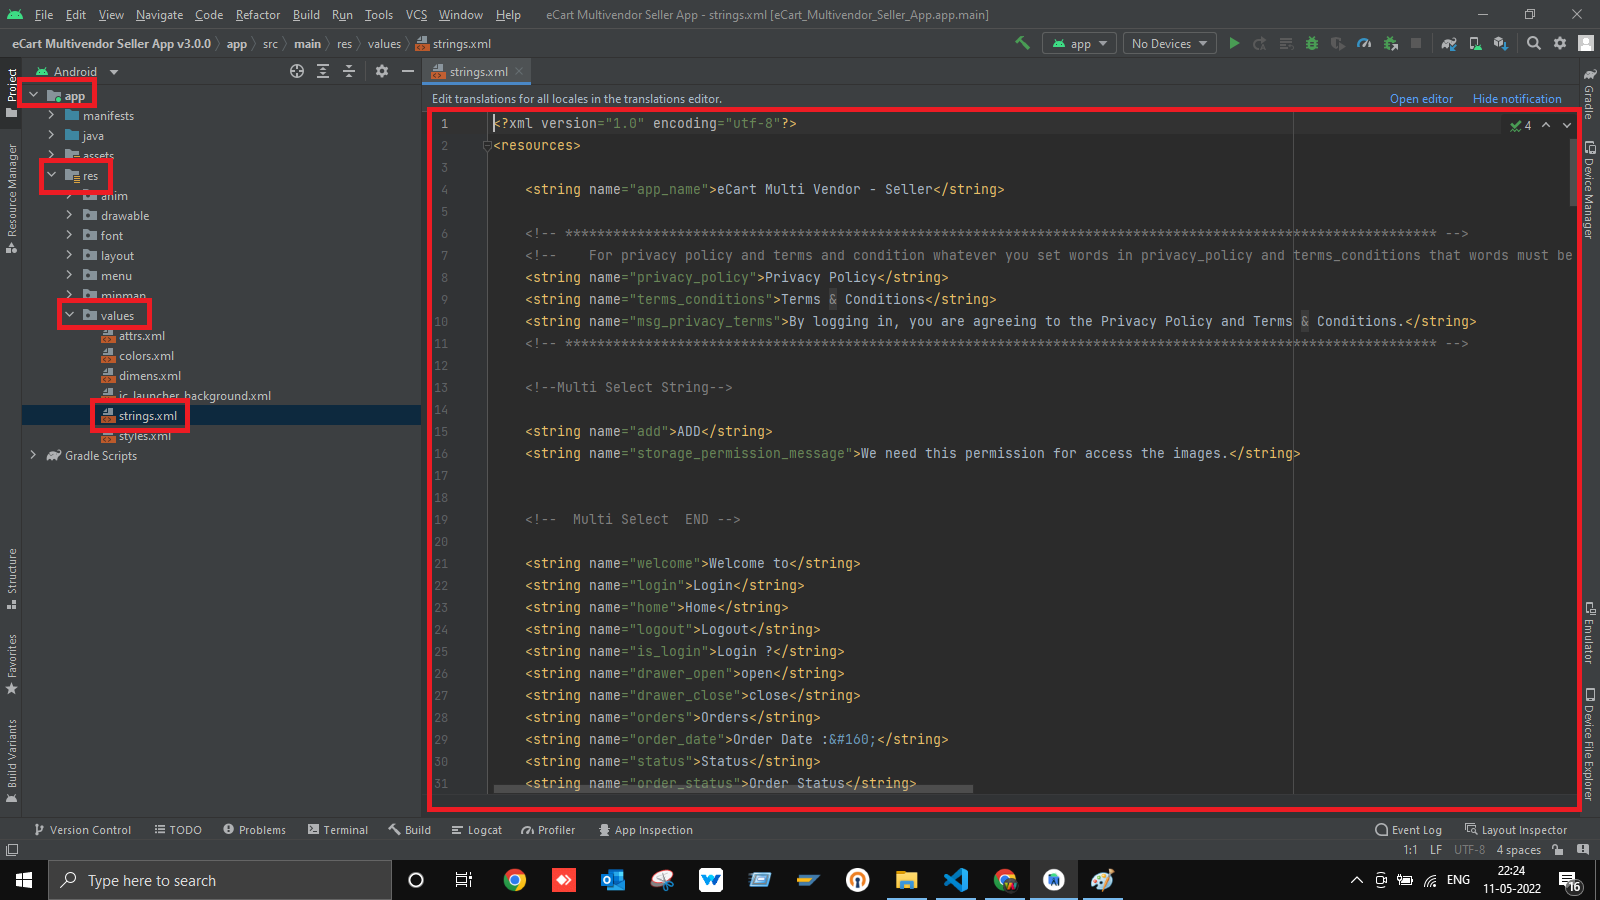 File Edit View Navigate Code Refactor Build Run Tools VCS Window Help eCart Multivendor Seller App - strings.xml [eCart_Multivendor_Seller_App.app.main]
eCart Multivendor Seller App v3.0.0 app src main res values strings.xml app No Devices
Android
strings.xml
Edit translations for all locales in the translations editor. Open editor Hide notification
Project
Resource Manager
Structure
Favorites
Build Variants
app
manifests
java
assets
res
anim
drawable
font
layout
menu
mipmap
values
attrs.xml
colors.xml
dimens.xml
ic_launcher_background.xml
strings.xml
styles.xml
Gradle Scripts
4
1 <?xml version="1.0" encoding="utf-8"?>
2 <resources>
3
4 <string name="app_name">eCart Multi Vendor - Seller</string>
5
6 <!-- ************************************************************************************************************* -->
7 <!-- For privacy policy and terms and condition whatever you set words in privacy_policy and terms_conditions that words must be
8 <string name="privacy_policy">Privacy Policy</string>
9 <string name="terms_conditions">Terms & Conditions</string>
10 <string name="msg_privacy_terms">By logging in, you are agreeing to the Privacy Policy and Terms & Conditions.</string>
11 <!-- ************************************************************************************************************* -->
12
13 <!--Multi Select String-->
14
15 <string name="add">ADD</string>
16 <string name="storage_permission_message">We need this permission for access the images.</string>
17
18
19 <!-- Multi Select END -->
20
21 <string name="welcome">Welcome to</string>
22 <string name="login">Login</string>
23 <string name="home">Home</string>
24 <string name="logout">Logout</string>
25 <string name="is_login">Login ?</string>
26 <string name="drawer_open">open</string>
27 <string name="drawer_close">close</string>
28 <string name="orders">Orders</string>
29 <string name="order_date">Order Date :&#160;</string>
30 <string name="status">Status</string>
31 <string name="order_status">Order Status</string>
Gradle
Device Manager
Emulator
Device File Explorer
Version Control TODO Problems Terminal Build Logcat Profiler App Inspection Event Log Layout Inspector
1:1 LF UTF-8 4 spaces
Type here to search
ENG
22:24
11-05-2022
16